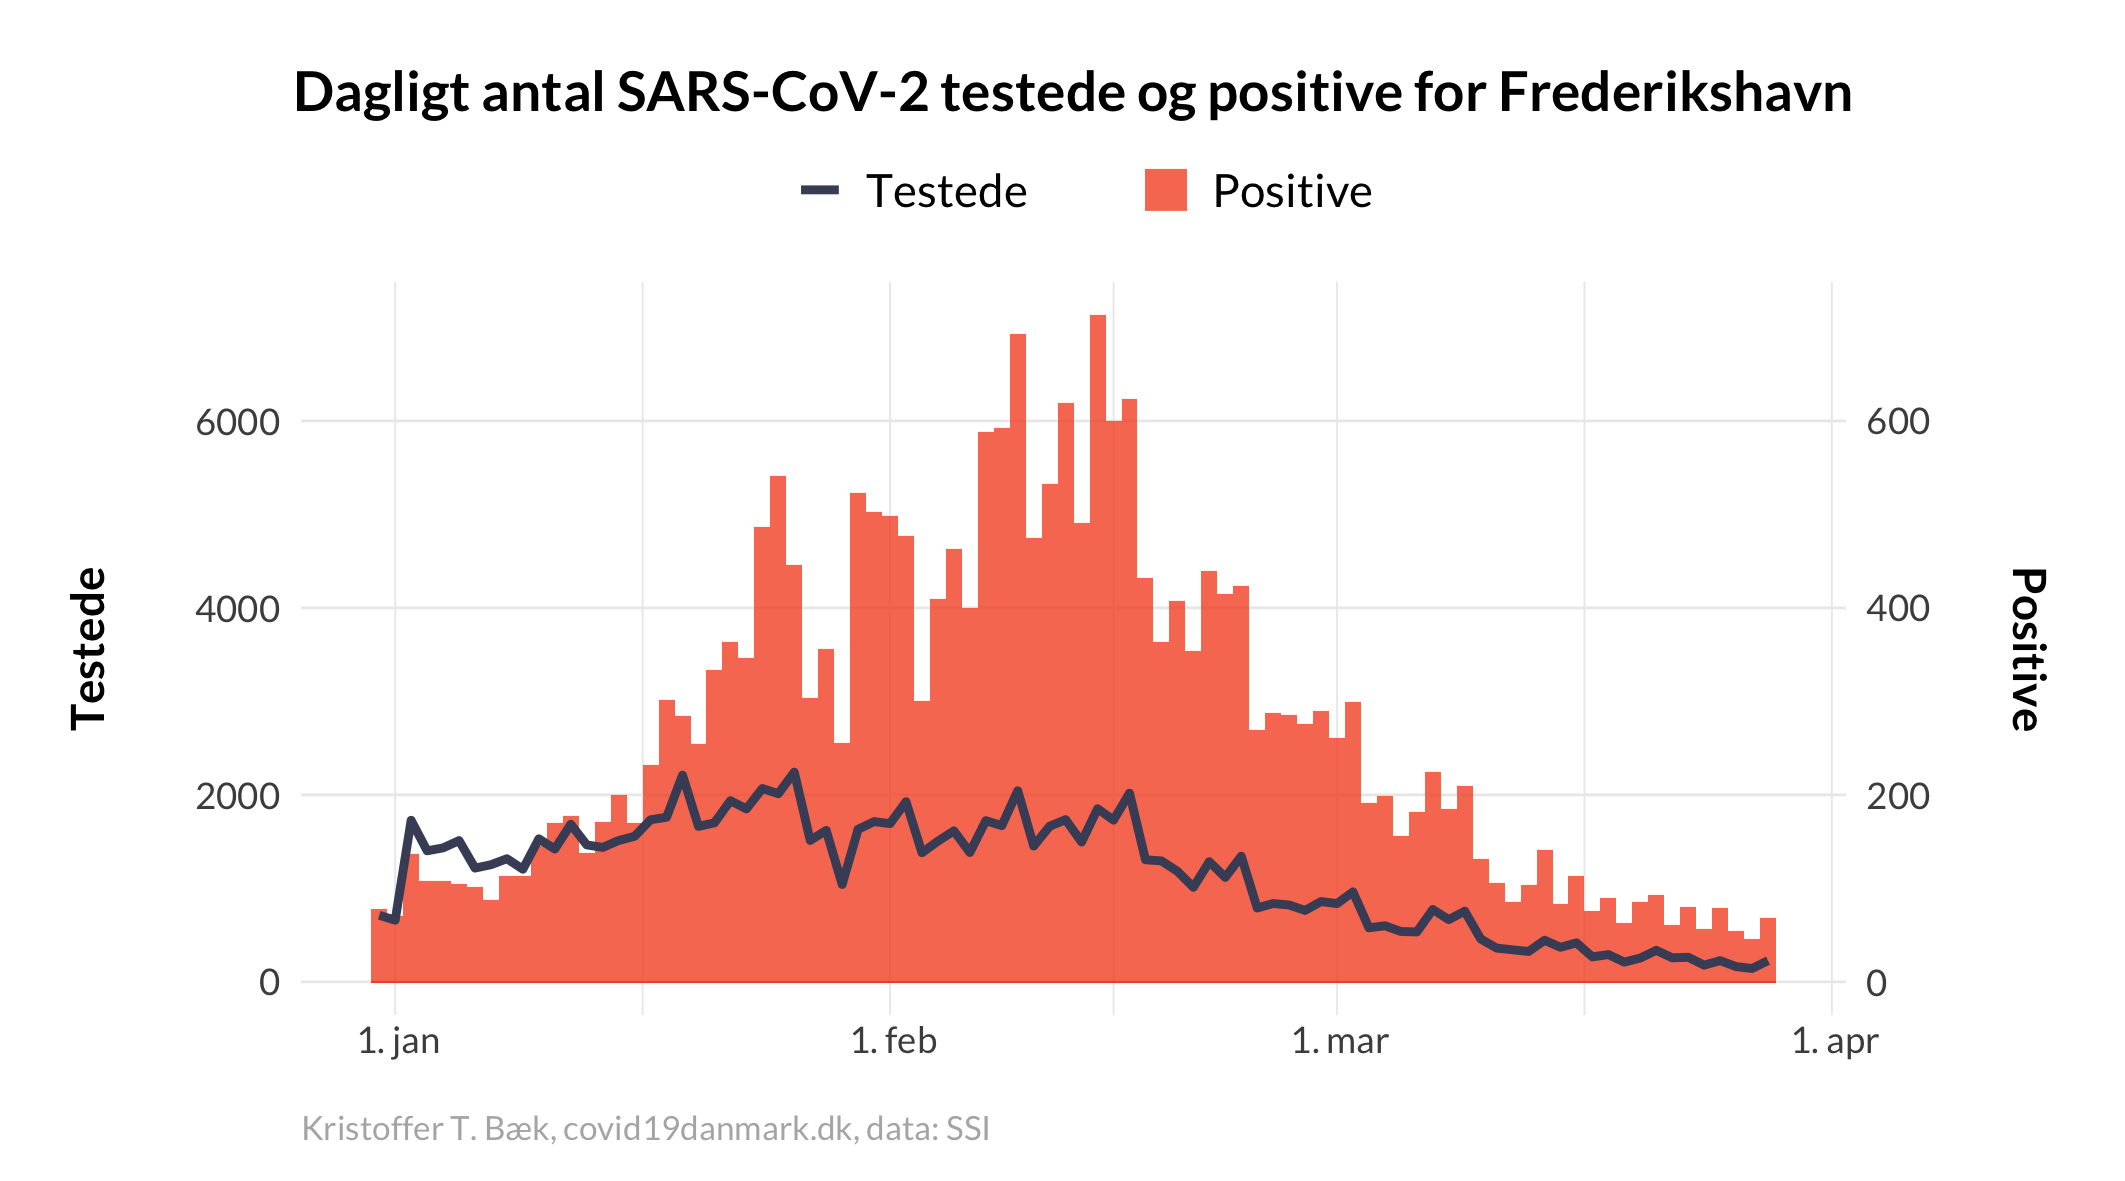 Dagligt antal SARS-CoV-2 testede og positive for Frederikshavn
Testede
Positive
6000
4000
2000
0
Testede
600
400
200
0
Positive
1. jan
1. feb
1. mar
1. apr
Kristoffer T. Bæk, covid19danmark.dk, data: SSI